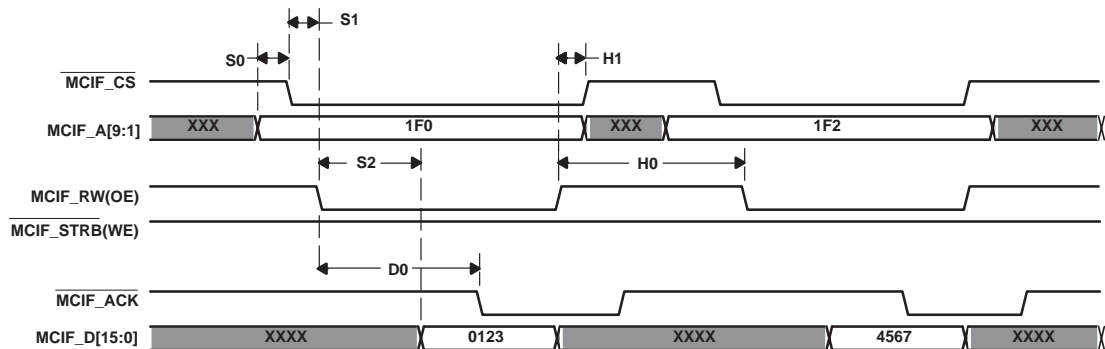 S1
S0
H1
MCIF_CS
MCIF_A[9:1] XXX 1F0 XXX 1F2 XXX
S2 H0
MCIF_RW(OE)
MCIF_STRB(WE)
D0
MCIF_ACK
MCIF_D[15:0] XXXX 0123 XXXX 4567 XXXX